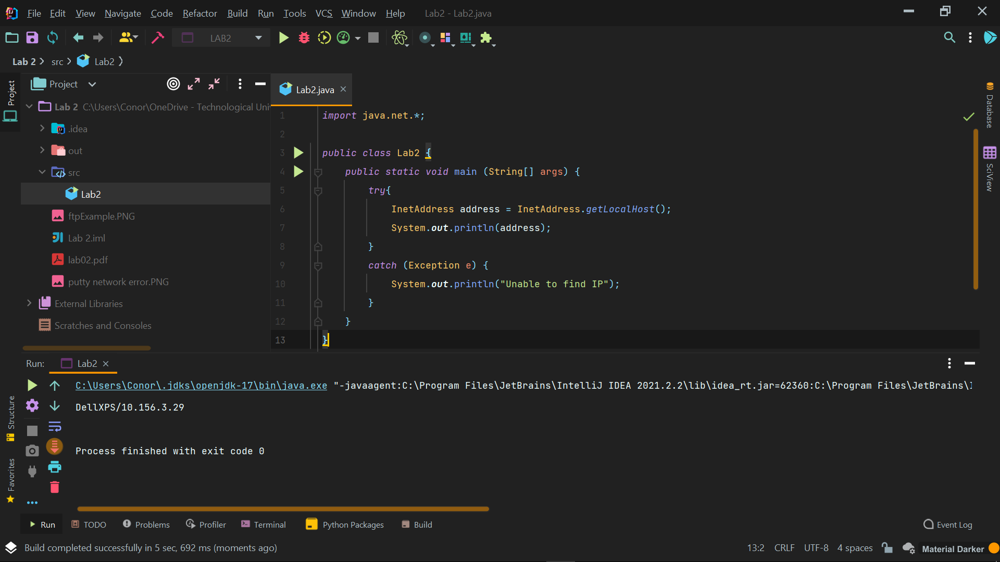 File Edit View Navigate Code Refactor Build Run Tools VCS Window Help Lab2 - Lab2.java
LAB2
Lab 2 src Lab2
Project
Project
Lab2.java
Lab 2 C:\Users\Conor\OneDrive - Technological Uni
.idea
out
src
Lab2
ftpExample.PNG
Lab 2.iml
lab02.pdf
putty network error.PNG
External Libraries
Scratches and Consoles
1 import java.net.*;
2
3 public class Lab2 {
4 public static void main (String[] args) {
5 try{
6 InetAddress address = InetAddress.getLocalHost();
7 System.out.println(address);
8 }
9 catch (Exception e) {
10 System.out.println("Unable to find IP");
11 }
12 }
13 }
Database
SciView
Run: Lab2
C:\Users\Conor\.jdks\openjdk-17\bin\java.exe "-javaagent:C:\Program Files\JetBrains\IntelliJ IDEA 2021.2.2\lib\idea_rt.jar=62360:C:\Program Files\JetBrains\I
DellXPS/10.156.3.29
Process finished with exit code 0
Structure
Favorites
Run TODO Problems Profiler Terminal Python Packages Build Event Log
Build completed successfully in 5 sec, 692 ms (moments ago) 13:2 CRLF UTF-8 4 spaces Material Darker